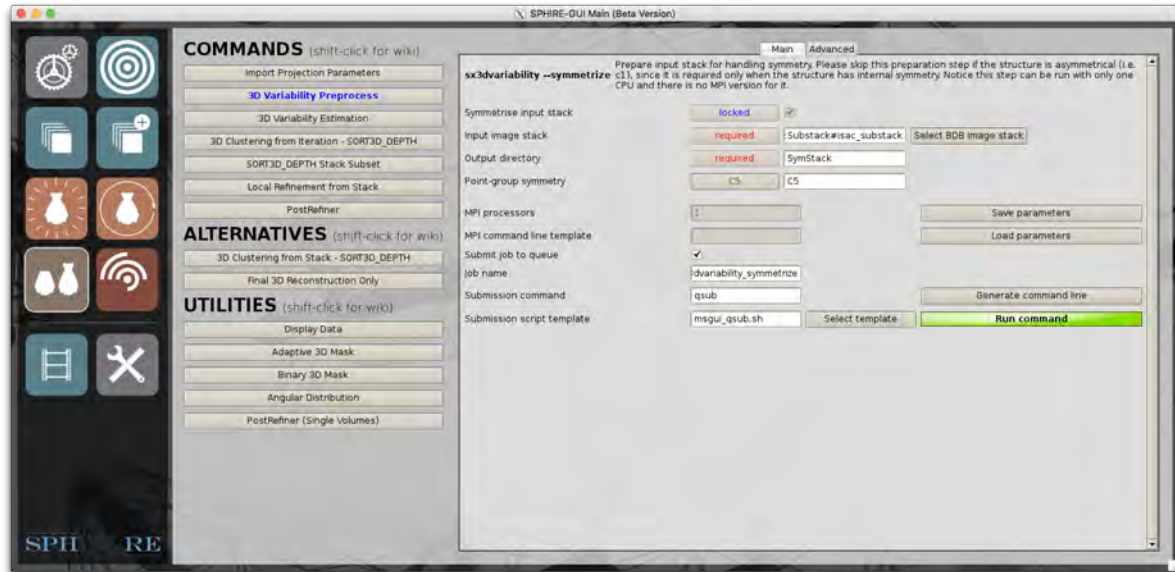 SPHIRE-GUI Main (Beta Version)
COMMANDS (shift-click for wiki)
Import Projection Parameters
3D Variability Preprocess
3D Variability Estimation
3D Clustering from Iteration - SORT3D_DEPTH
SORT3D_DEPTH Stack Subset
Local Refinement from Stack
PostRefiner
ALTERNATIVES (shift-click for wiki)
3D Clustering from Stack - SORT3D_DEPTH
Final 3D Reconstruction Only
UTILITIES (shift-click for wiki)
Display Data
Adaptive 3D Mask
Binary 3D Mask
Angular Distribution
PostRefiner (Single Volumes)
SPH RE
Main Advanced
sx3dvariability --symmetrize
Prepare input stack for handling symmetry. Please skip this preparation step if the structure is asymmetrical (i.e.
c1), since it is required only when the structure has internal symmetry. Notice this step can be run with only one
CPU and there is no MPI version for it.
Symmetrise input stack locked
Input image stack required Substack#isac_substack Select BDB image stack
Output directory required SymStack
Point-group symmetry C5 C5
MPI processors 1 Save parameters
MPI command line template Load parameters
Submit job to queue
Job name dvariability_symmetrize
Submission command qsub Generate command line
Submission script template msgui_qsub.sh Select template Run command